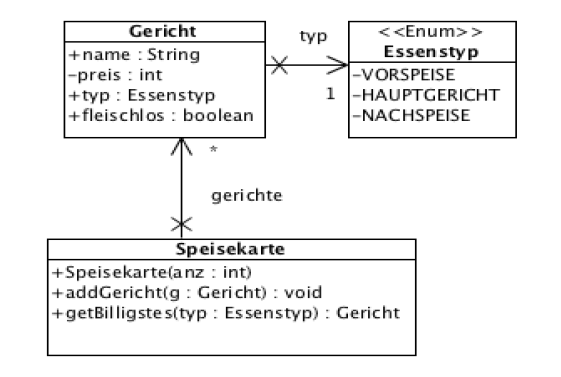 Gericht
+name : String
-preis : int
+typ : Essenstyp
+fleischlos : boolean
typ
1
<<Enum>>
Essenstyp
-VORSPEISE
-HAUPTGERICHT
-NACHSPEISE
*
gerichte
Speisekarte
+Speisekarte(anz : int)
+addGericht(g : Gericht) : void
+getBilligstes(typ : Essenstyp) : Gericht